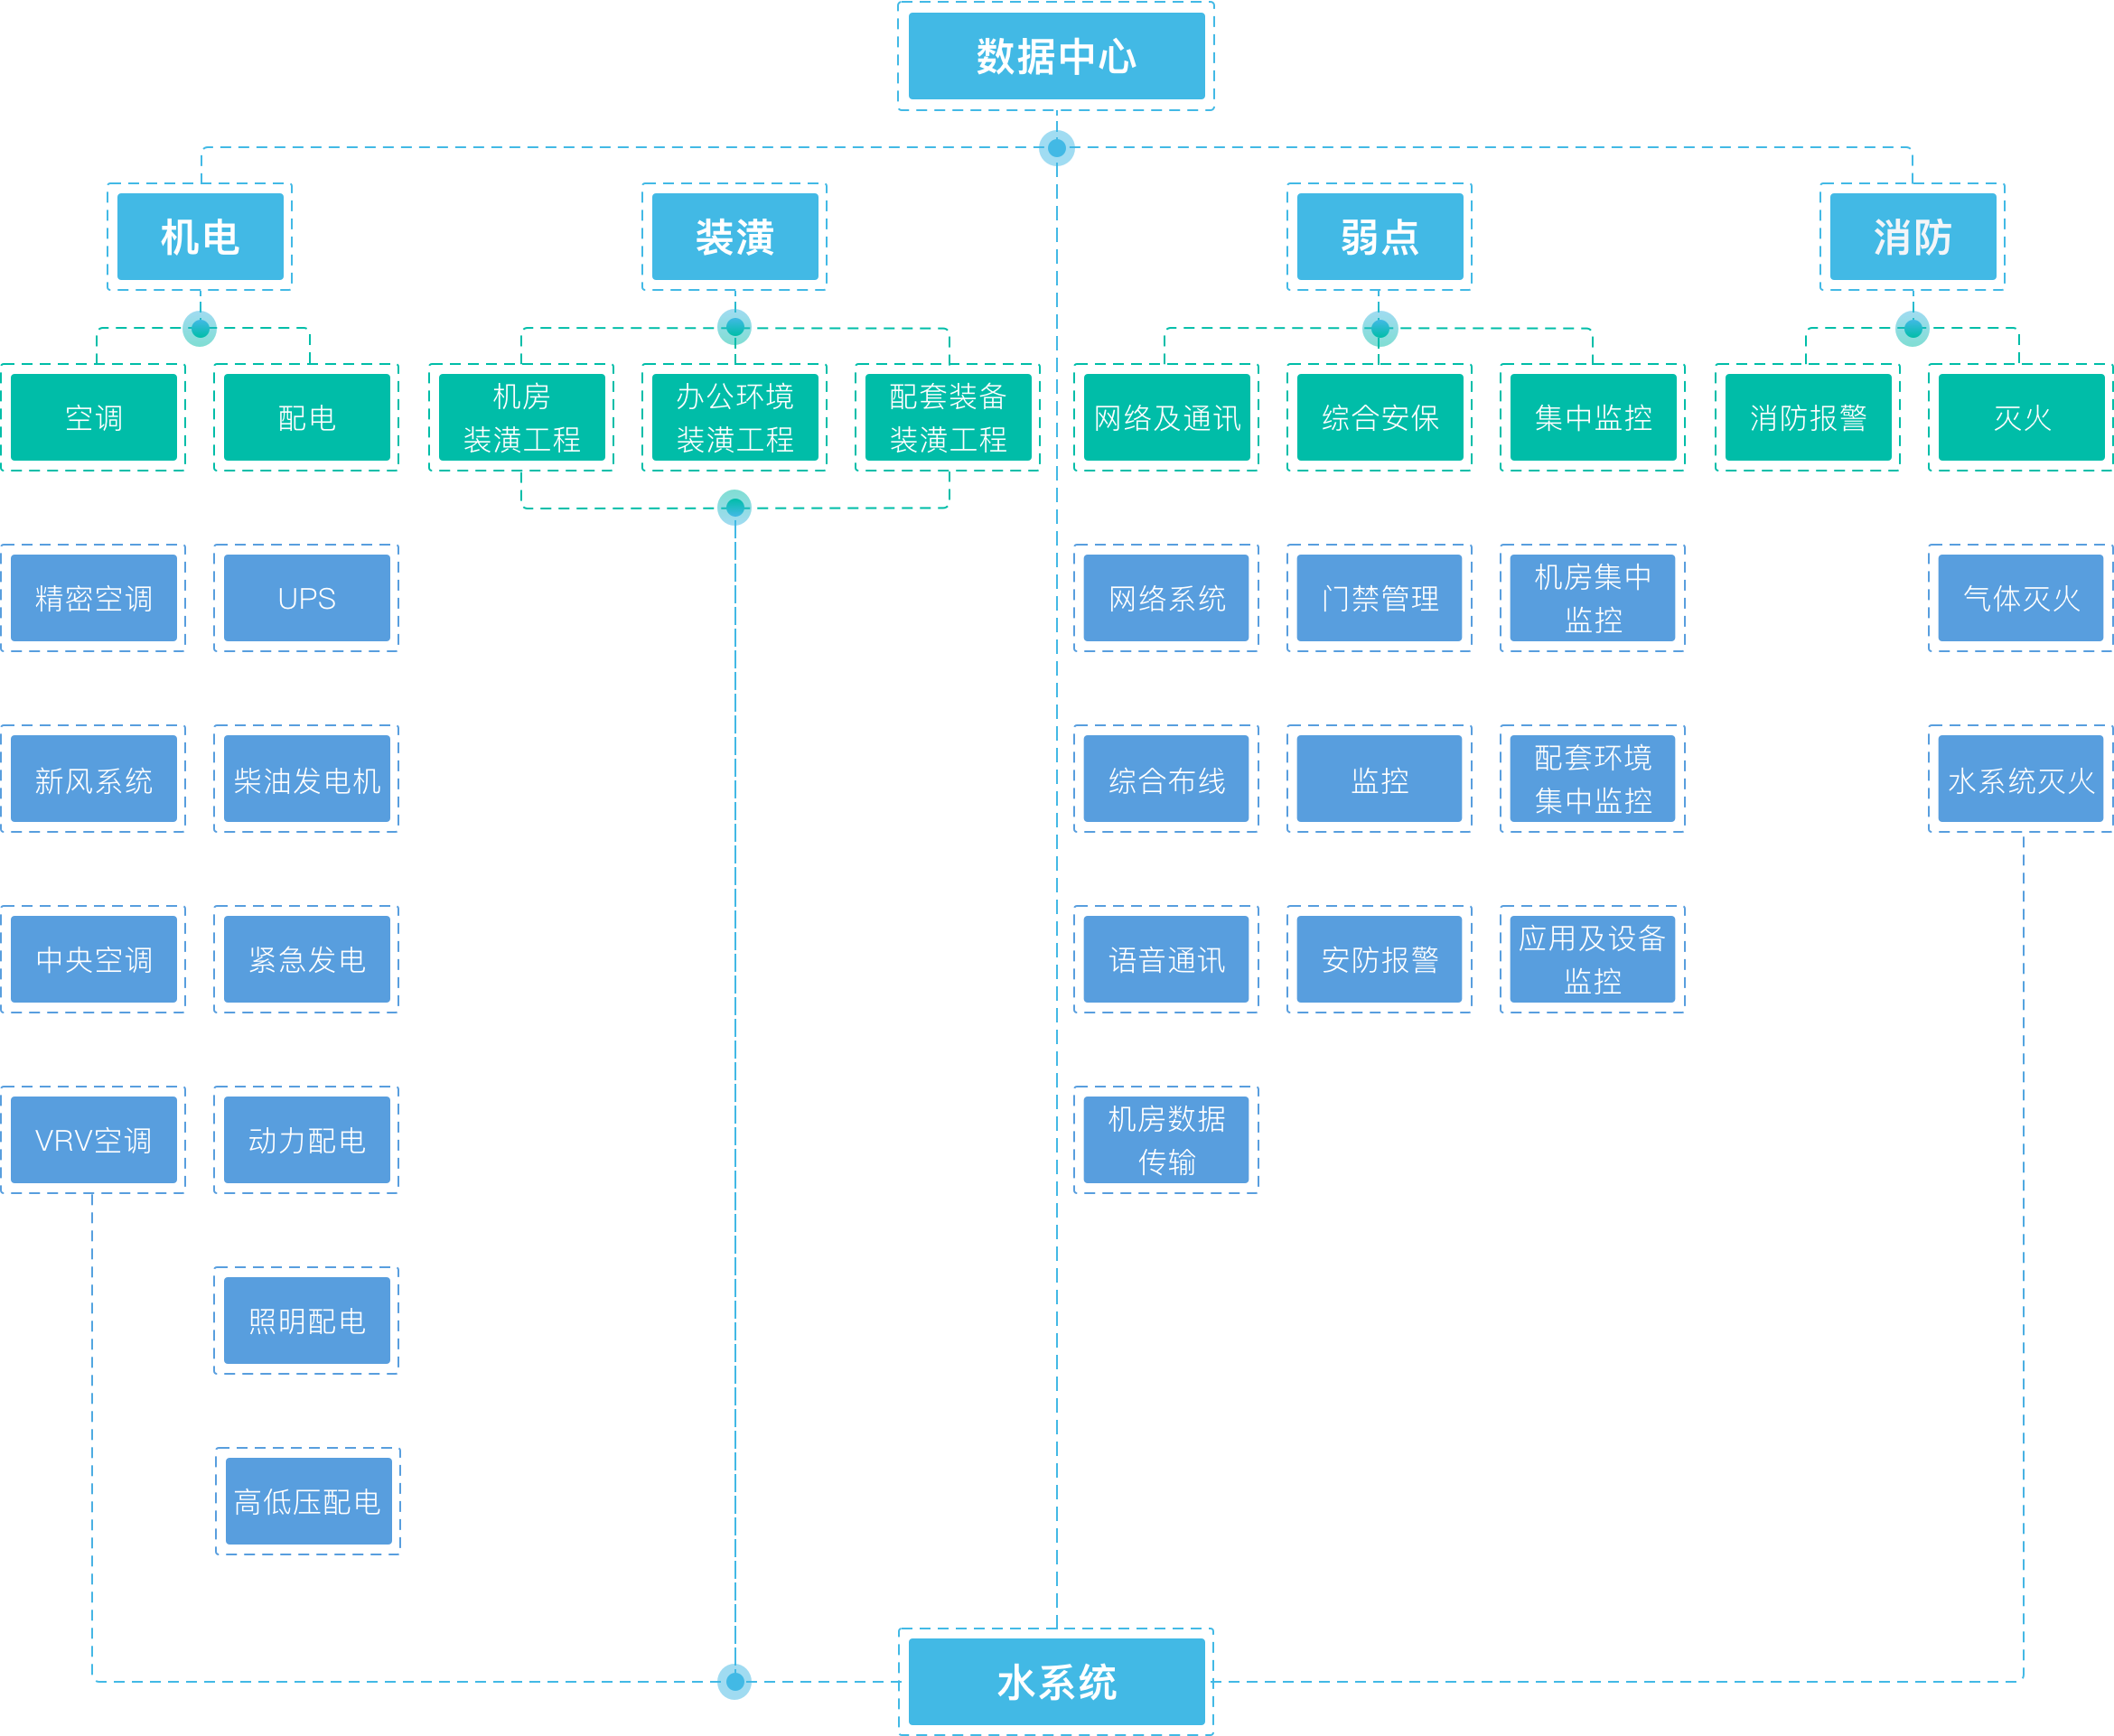 数据中心
机电
装潢
弱点
消防
空调
配电
机房
装潢工程
办公环境
装潢工程
配套装备
装潢工程
网络及通讯
综合安保
集中监控
消防报警
灭火
精密空调
UPS
网络系统
门禁管理
机房集中
监控
气体灭火
新风系统
柴油发电机
综合布线
监控
配套环境
集中监控
水系统灭火
中央空调
紧急发电
语音通讯
安防报警
应用及设备
监控
VRV空调
动力配电
机房数据
传输
照明配电
高低压配电
水系统